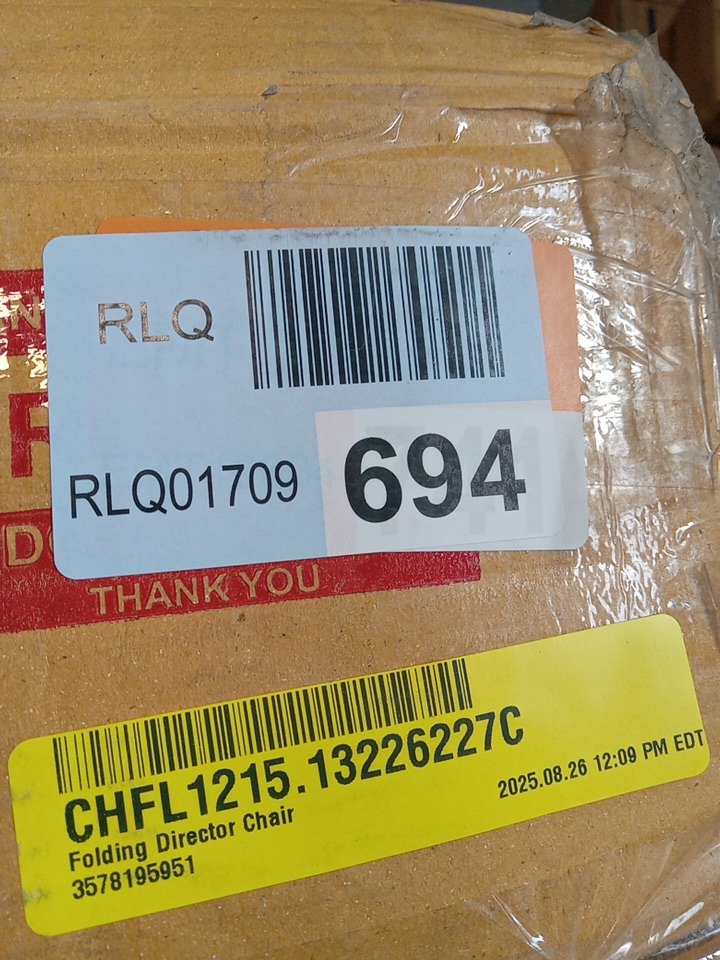 RLQ
RLQ01709
694
THANK YOU
CHFL1215.13226227C
Folding Director Chair
3578195951
2025.08.26 12:09 PM EDT